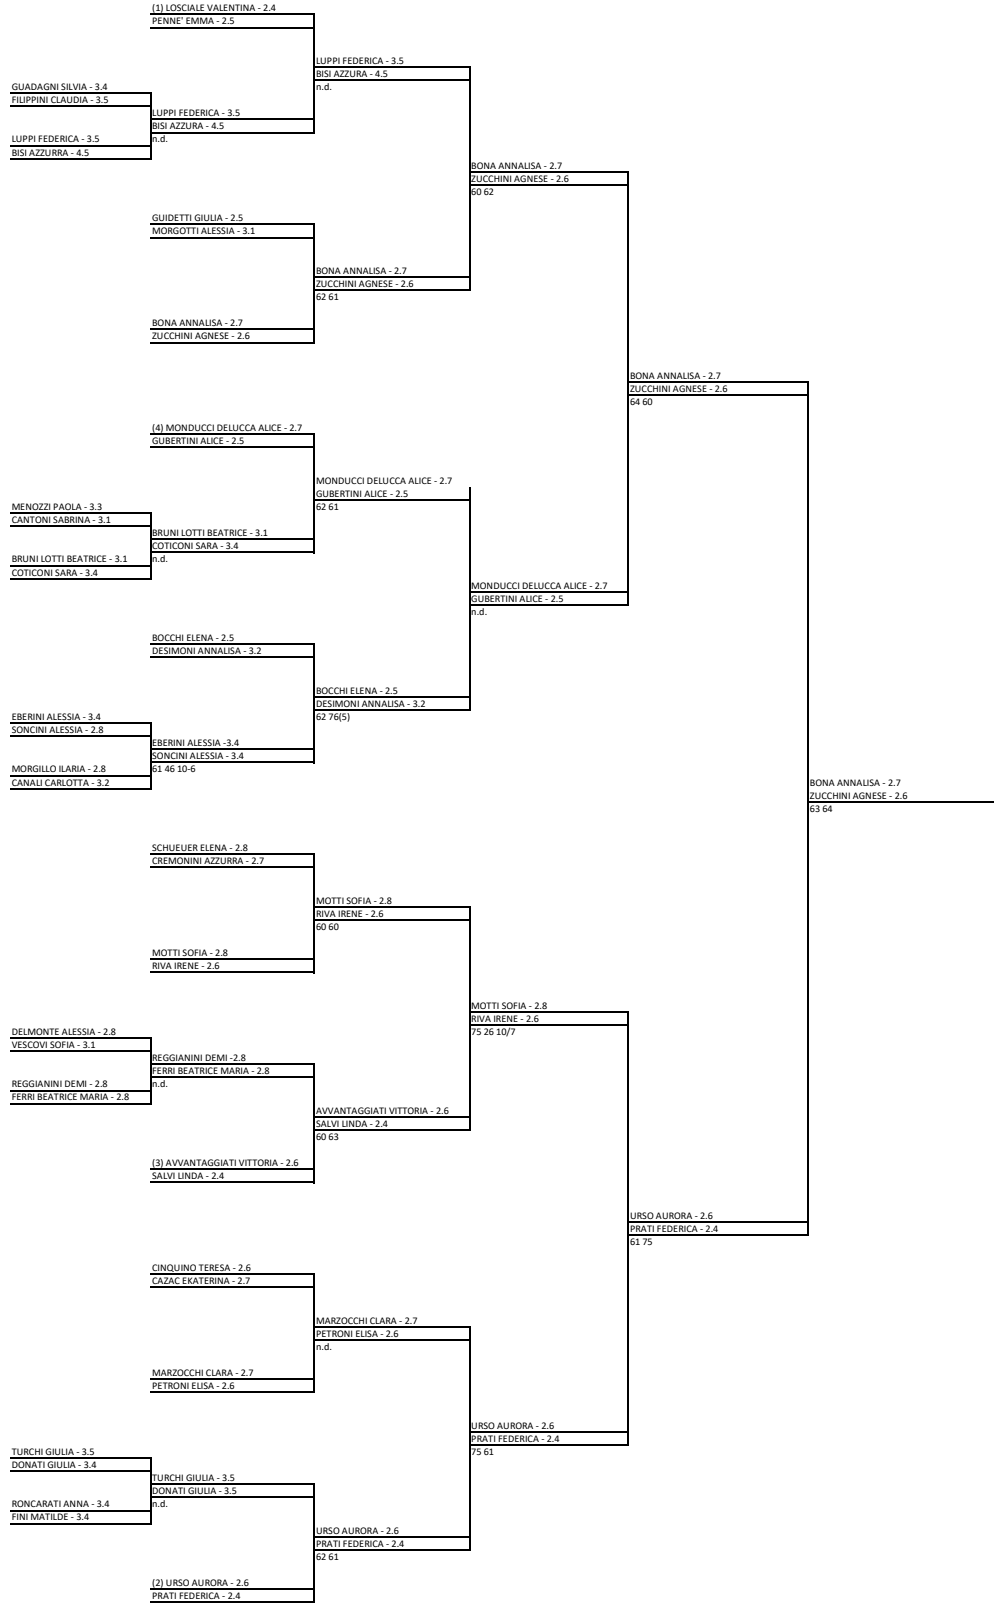 (1) LOSCIALE VALENTINA - 2.4
PENNE' EMMA - 2.5
LUPPI FEDERICA - 3.5
BISI AZZURA - 4.5
n.d.
GUADAGNI SILVIA - 3.4
FILIPPINI CLAUDIA - 3.5
LUPPI FEDERICA - 3.5
BISI AZZURA - 4.5
n.d.
LUPPI FEDERICA - 3.5
BISI AZZURRA - 4.5
BONA ANNALISA - 2.7
ZUCCHINI AGNESE - 2.6
60 62
GUIDETTI GIULIA - 2.5
MORGOTTI ALESSIA - 3.1
BONA ANNALISA - 2.7
ZUCCHINI AGNESE - 2.6
62 61
BONA ANNALISA - 2.7
ZUCCHINI AGNESE - 2.6
BONA ANNALISA - 2.7
ZUCCHINI AGNESE - 2.6
64 60
(4) MONDUCCI DELUCCA ALICE - 2.7
GUBERTINI ALICE - 2.5
MONDUCCI DELUCCA ALICE - 2.7
GUBERTINI ALICE - 2.5
62 61
MENOZZI PAOLA - 3.3
CANTONI SABRINA - 3.1
BRUNI LOTTI BEATRICE - 3.1
COTICONI SARA - 3.4
n.d.
BRUNI LOTTI BEATRICE - 3.1
COTICONI SARA - 3.4
MONDUCCI DELUCCA ALICE - 2.7
GUBERTINI ALICE - 2.5
n.d.
BOCCHI ELENA - 2.5
DESIMONI ANNALISA - 3.2
BOCCHI ELENA - 2.5
DESIMONI ANNALISA - 3.2
62 76(5)
EBERINI ALESSIA - 3.4
SONCINI ALESSIA - 2.8
EBERINI ALESSIA -3.4
SONCINI ALESSIA - 3.4
61 46 10-6
MORGILLO ILARIA - 2.8
CANALI CARLOTTA - 3.2
BONA ANNALISA - 2.7
ZUCCHINI AGNESE - 2.6
63 64
SCHUEUER ELENA - 2.8
CREMONINI AZZURRA - 2.7
MOTTI SOFIA - 2.8
RIVA IRENE - 2.6
60 60
MOTTI SOFIA - 2.8
RIVA IRENE - 2.6
MOTTI SOFIA - 2.8
RIVA IRENE - 2.6
75 26 10/7
DELMONTE ALESSIA - 2.8
VESCOVI SOFIA - 3.1
REGGIANINI DEMI -2.8
FERRI BEATRICE MARIA - 2.8
n.d.
REGGIANINI DEMI - 2.8
FERRI BEATRICE MARIA - 2.8
AVVANTAGGIATI VITTORIA - 2.6
SALVI LINDA - 2.4
60 63
(3) AVVANTAGGIATI VITTORIA - 2.6
SALVI LINDA - 2.4
URSO AURORA - 2.6
PRATI FEDERICA - 2.4
61 75
CINQUINO TERESA - 2.6
CAZAC EKATERINA - 2.7
MARZOCCHI CLARA - 2.7
PETRONI ELISA - 2.6
n.d.
MARZOCCHI CLARA - 2.7
PETRONI ELISA - 2.6
URSO AURORA - 2.6
PRATI FEDERICA - 2.4
75 61
TURCHI GIULIA - 3.5
DONATI GIULIA - 3.4
TURCHI GIULIA - 3.5
DONATI GIULIA - 3.5
n.d.
RONCARATI ANNA - 3.4
FINI MATILDE - 3.4
URSO AURORA - 2.6
PRATI FEDERICA - 2.4
62 61
(2) URSO AURORA - 2.6
PRATI FEDERICA - 2.4